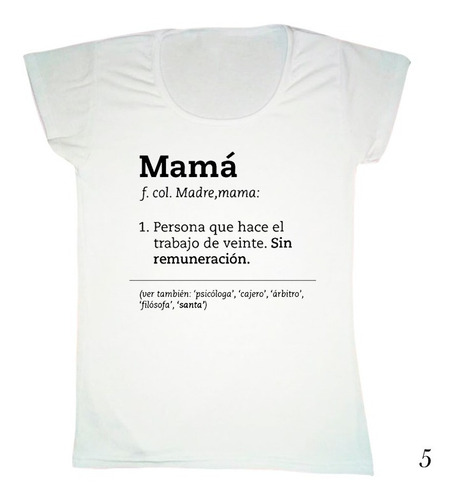 Mamá
f. col. Madre,mama:
1. Persona que hace el
trabajo de veinte. Sin
remuneración.
(ver también: ‘psicóloga’, ‘cajero’, ‘árbitro’,
‘filósofa’, ‘santa’)
5